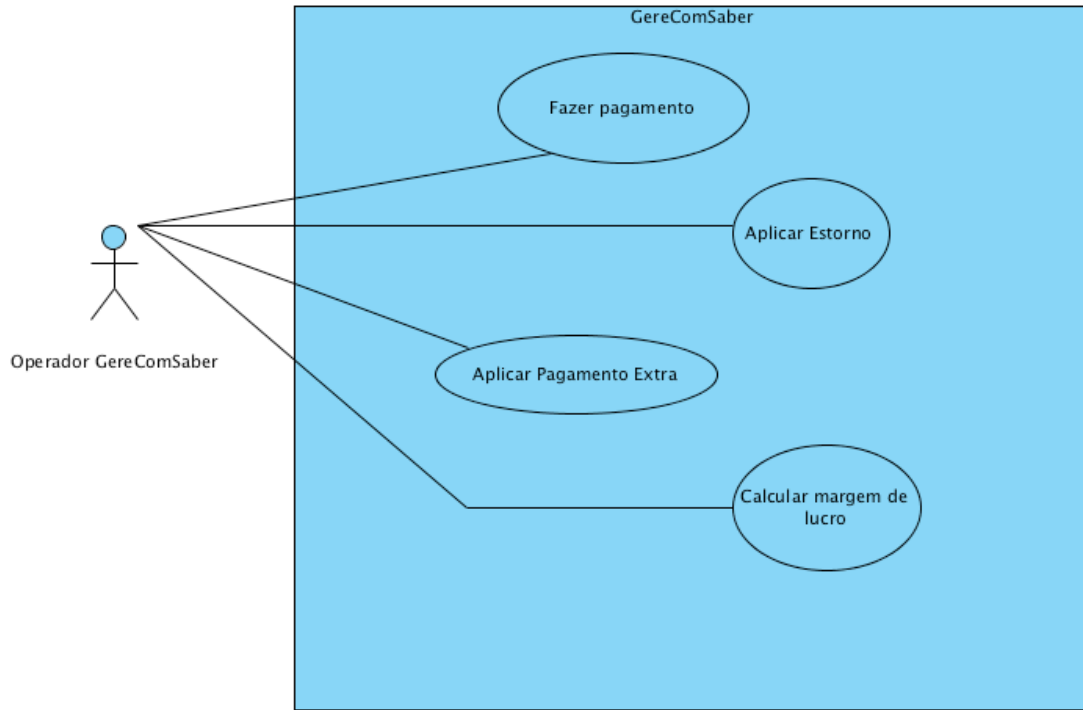 GereComSaber
Fazer pagamento
Aplicar Estorno
Operador GereComSaber
Aplicar Pagamento Extra
Calcular margem de
lucro